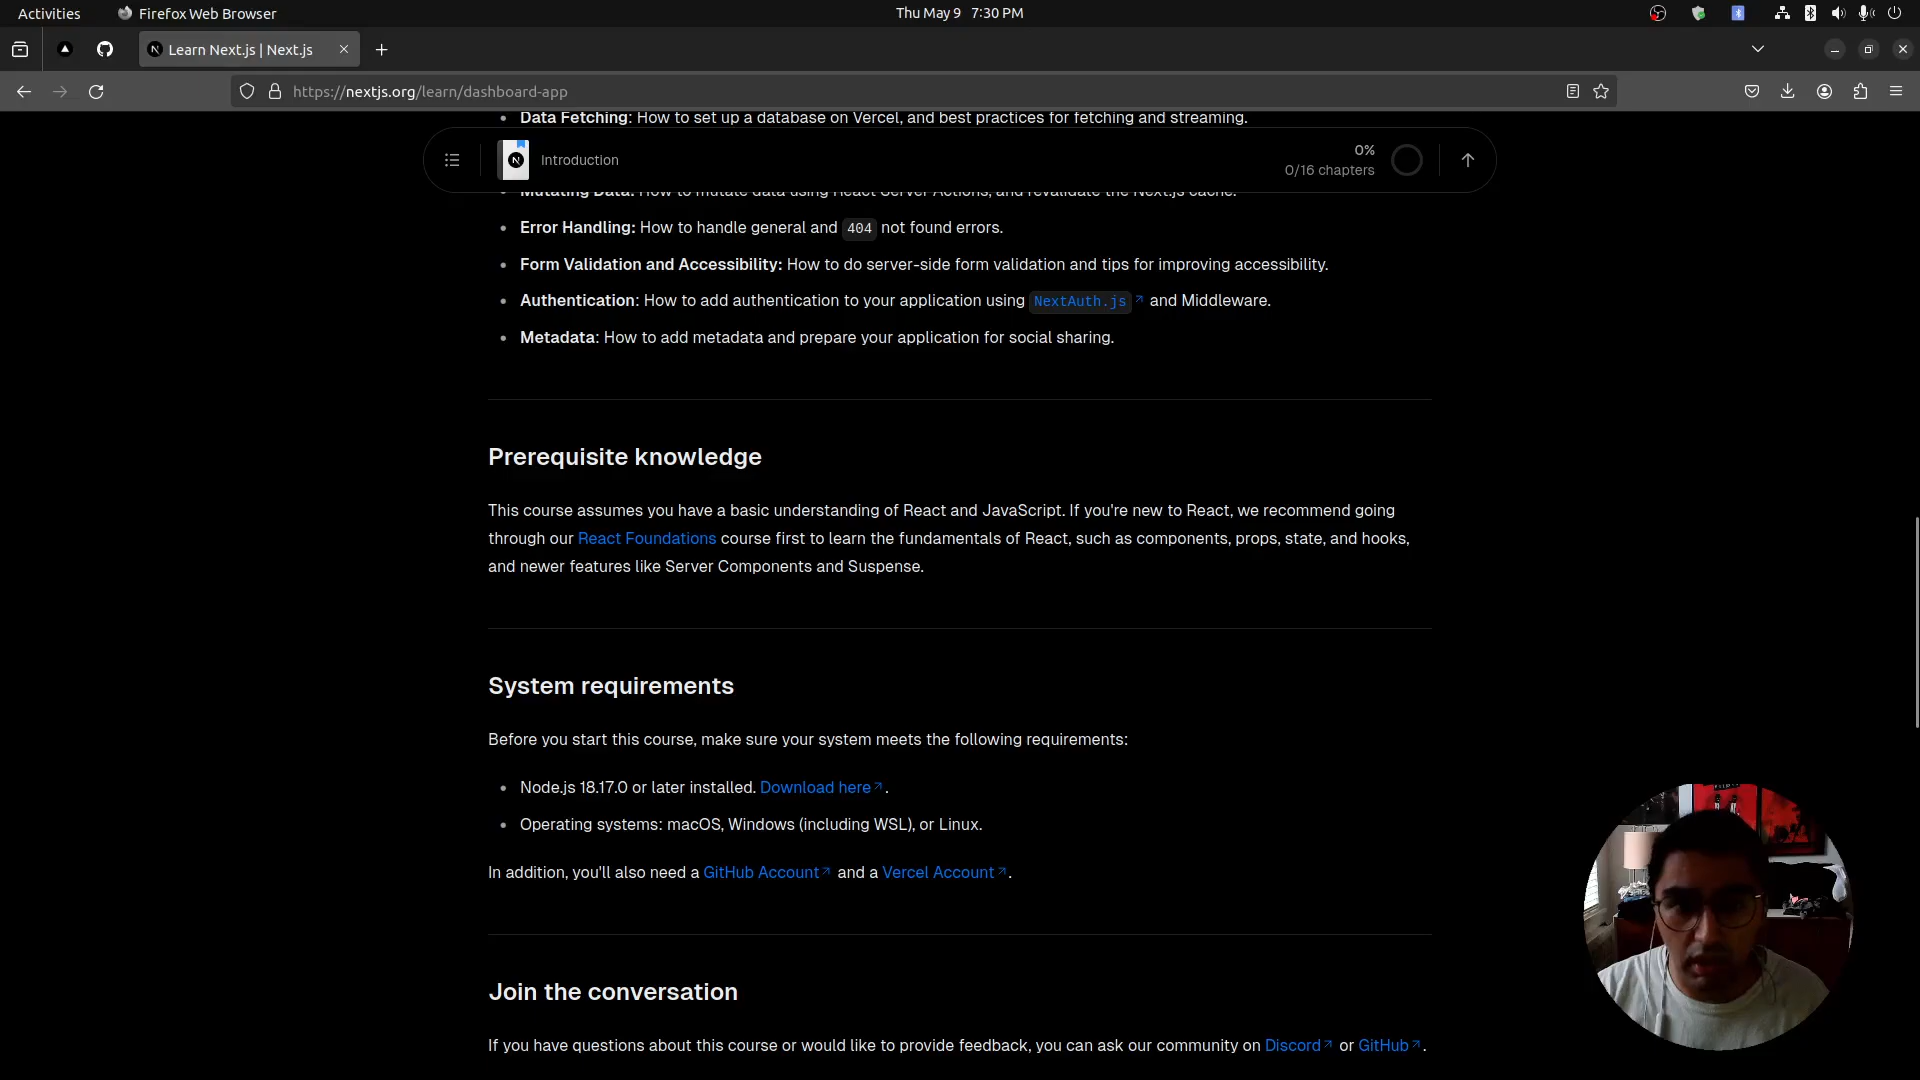 Activities
Firefox Web Browser
Thu May 9 7:30 PM
Learn Next.js | Next.js
https://nextjs.org/learn/dashboard-app
Data Fetching: How to set up a database on Vercel, and best practices for fetching and streaming.
Introduction
0%
0/16 chapters
Mutating Data: How to mutate data using React Server Actions, and revalidate the Next.js cache.
Error Handling: How to handle general and 404 not found errors.
Form Validation and Accessibility: How to do server-side form validation and tips for improving accessibility.
Authentication: How to add authentication to your application using NextAuth.js and Middleware.
Metadata: How to add metadata and prepare your application for social sharing.
Prerequisite knowledge
This course assumes you have a basic understanding of React and JavaScript. If you're new to React, we recommend going
through our React Foundations course first to learn the fundamentals of React, such as components, props, state, and hooks,
and newer features like Server Components and Suspense.
System requirements
Before you start this course, make sure your system meets the following requirements:
Node.js 18.17.0 or later installed. Download here.
Operating systems: macOS, Windows (including WSL), or Linux.
In addition, you'll also need a GitHub Account and a Vercel Account.
Join the conversation
If you have questions about this course or would like to provide feedback, you can ask our community on Discord or GitHub.